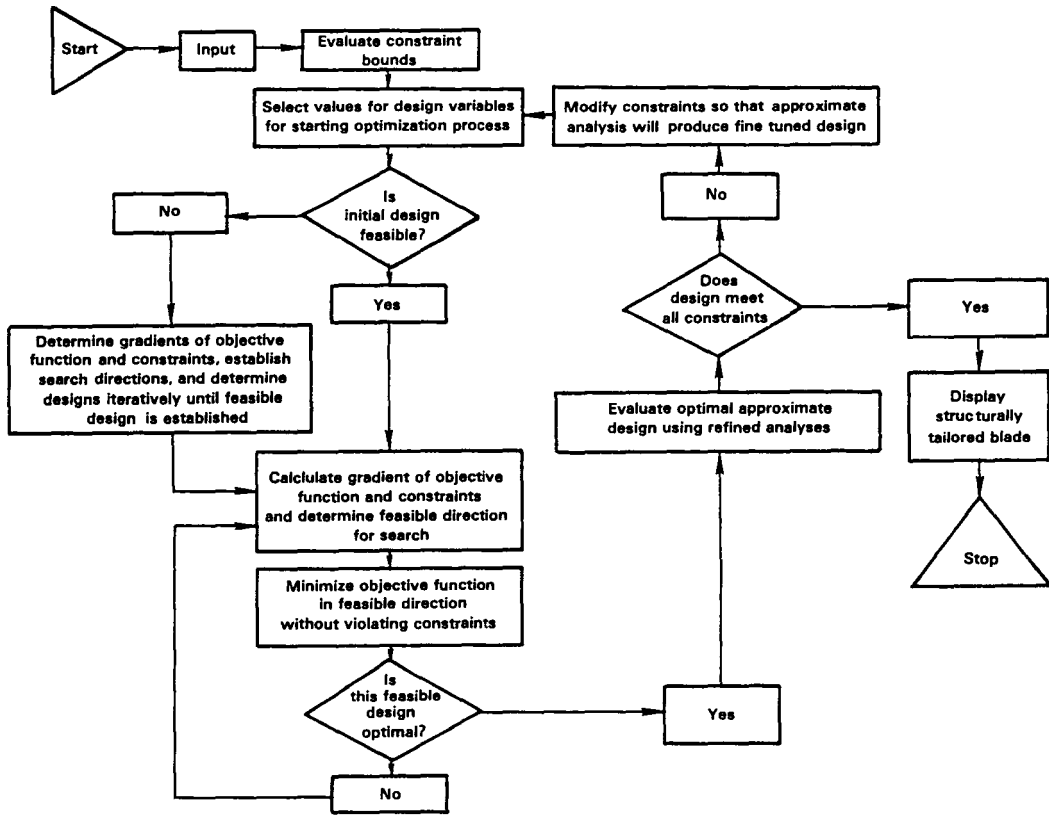 Start
Input
Evaluate constraint
bounds
Select values for design variables
for starting optimization process
Modify constraints so that approximate
analysis will produce fine tuned design
Is
initial design
feasible?
No
Yes
Determine gradients of objective
function and constraints, establish
search directions, and determine
designs iteratively until feasible
design is established
Calclulate gradient of objective
function and constraints
and determine feasible direction
for search
Minimize objective function
in feasible direction
without violating constraints
Is
this feasible
design
optimal?
No
Yes
Evaluate optimal approximate
design using refined analyses
Does
design meet
all constraints
No
Yes
Display
structurally
tailored blade
Stop